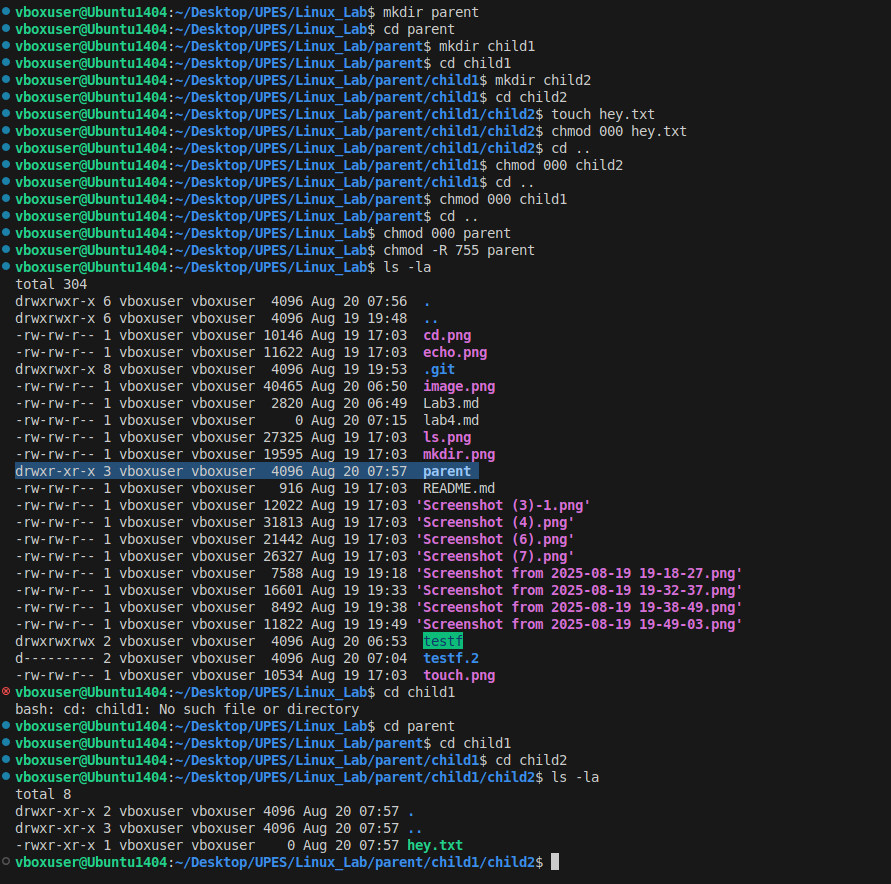 vboxuser@Ubuntu1404:~/Desktop/UPES/Linux_Lab$ mkdir parent
vboxuser@Ubuntu1404:~/Desktop/UPES/Linux_Lab$ cd parent
vboxuser@Ubuntu1404:~/Desktop/UPES/Linux_Lab/parent$ mkdir child1
vboxuser@Ubuntu1404:~/Desktop/UPES/Linux_Lab/parent$ cd child1
vboxuser@Ubuntu1404:~/Desktop/UPES/Linux_Lab/parent/child1$ mkdir child2
vboxuser@Ubuntu1404:~/Desktop/UPES/Linux_Lab/parent/child1$ cd child2
vboxuser@Ubuntu1404:~/Desktop/UPES/Linux_Lab/parent/child1/child2$ touch hey.txt
vboxuser@Ubuntu1404:~/Desktop/UPES/Linux_Lab/parent/child1/child2$ chmod 000 hey.txt
vboxuser@Ubuntu1404:~/Desktop/UPES/Linux_Lab/parent/child1/child2$ cd ..
vboxuser@Ubuntu1404:~/Desktop/UPES/Linux_Lab/parent/child1$ chmod 000 child2
vboxuser@Ubuntu1404:~/Desktop/UPES/Linux_Lab/parent/child1$ cd ..
vboxuser@Ubuntu1404:~/Desktop/UPES/Linux_Lab/parent$ chmod 000 child1
vboxuser@Ubuntu1404:~/Desktop/UPES/Linux_Lab/parent$ cd ..
vboxuser@Ubuntu1404:~/Desktop/UPES/Linux_Lab$ chmod 000 parent
vboxuser@Ubuntu1404:~/Desktop/UPES/Linux_Lab$ chmod -R 755 parent
vboxuser@Ubuntu1404:~/Desktop/UPES/Linux_Lab$ ls -la
total 304
drwxrwxr-x 6 vboxuser vboxuser  4096 Aug 20 07:56  .
drwxrwxr-x 6 vboxuser vboxuser  4096 Aug 19 19:48  ..
-rw-rw-r-- 1 vboxuser vboxuser 10146 Aug 19 17:03  cd.png
-rw-rw-r-- 1 vboxuser vboxuser 11622 Aug 19 17:03  echo.png
drwxrwxr-x 8 vboxuser vboxuser  4096 Aug 19 19:53  .git
-rw-rw-r-- 1 vboxuser vboxuser 40465 Aug 20 06:50  image.png
-rw-rw-r-- 1 vboxuser vboxuser  2820 Aug 20 06:49  Lab3.md
-rw-rw-r-- 1 vboxuser vboxuser     0 Aug 20 07:15  lab4.md
-rw-rw-r-- 1 vboxuser vboxuser 27325 Aug 19 17:03  ls.png
-rw-rw-r-- 1 vboxuser vboxuser 19595 Aug 19 17:03  mkdir.png
drwxr-xr-x 3 vboxuser vboxuser  4096 Aug 20 07:57  parent
-rw-rw-r-- 1 vboxuser vboxuser   916 Aug 19 17:03  README.md
-rw-rw-r-- 1 vboxuser vboxuser 12022 Aug 19 17:03 'Screenshot (3)-1.png'
-rw-rw-r-- 1 vboxuser vboxuser 31813 Aug 19 17:03 'Screenshot (4).png'
-rw-rw-r-- 1 vboxuser vboxuser 21442 Aug 19 17:03 'Screenshot (6).png'
-rw-rw-r-- 1 vboxuser vboxuser 26327 Aug 19 17:03 'Screenshot (7).png'
-rw-rw-r-- 1 vboxuser vboxuser  7588 Aug 19 19:18 'Screenshot from 2025-08-19 19-18-27.png'
-rw-rw-r-- 1 vboxuser vboxuser 16601 Aug 19 19:33 'Screenshot from 2025-08-19 19-32-37.png'
-rw-rw-r-- 1 vboxuser vboxuser  8492 Aug 19 19:38 'Screenshot from 2025-08-19 19-38-49.png'
-rw-rw-r-- 1 vboxuser vboxuser 11822 Aug 19 19:49 'Screenshot from 2025-08-19 19-49-03.png'
drwxrwxrwx 2 vboxuser vboxuser  4096 Aug 20 06:53  testf
d--------- 2 vboxuser vboxuser  4096 Aug 20 07:04  testf.2
-rw-rw-r-- 1 vboxuser vboxuser 10534 Aug 19 17:03  touch.png
vboxuser@Ubuntu1404:~/Desktop/UPES/Linux_Lab$ cd child1
bash: cd: child1: No such file or directory
vboxuser@Ubuntu1404:~/Desktop/UPES/Linux_Lab$ cd parent
vboxuser@Ubuntu1404:~/Desktop/UPES/Linux_Lab/parent$ cd child1
vboxuser@Ubuntu1404:~/Desktop/UPES/Linux_Lab/parent/child1$ cd child2
vboxuser@Ubuntu1404:~/Desktop/UPES/Linux_Lab/parent/child1/child2$ ls -la
total 8
drwxr-xr-x 2 vboxuser vboxuser 4096 Aug 20 07:57 .
drwxr-xr-x 3 vboxuser vboxuser 4096 Aug 20 07:57 ..
-rwxr-xr-x 1 vboxuser vboxuser    0 Aug 20 07:57 hey.txt
vboxuser@Ubuntu1404:~/Desktop/UPES/Linux_Lab/parent/child1/child2$